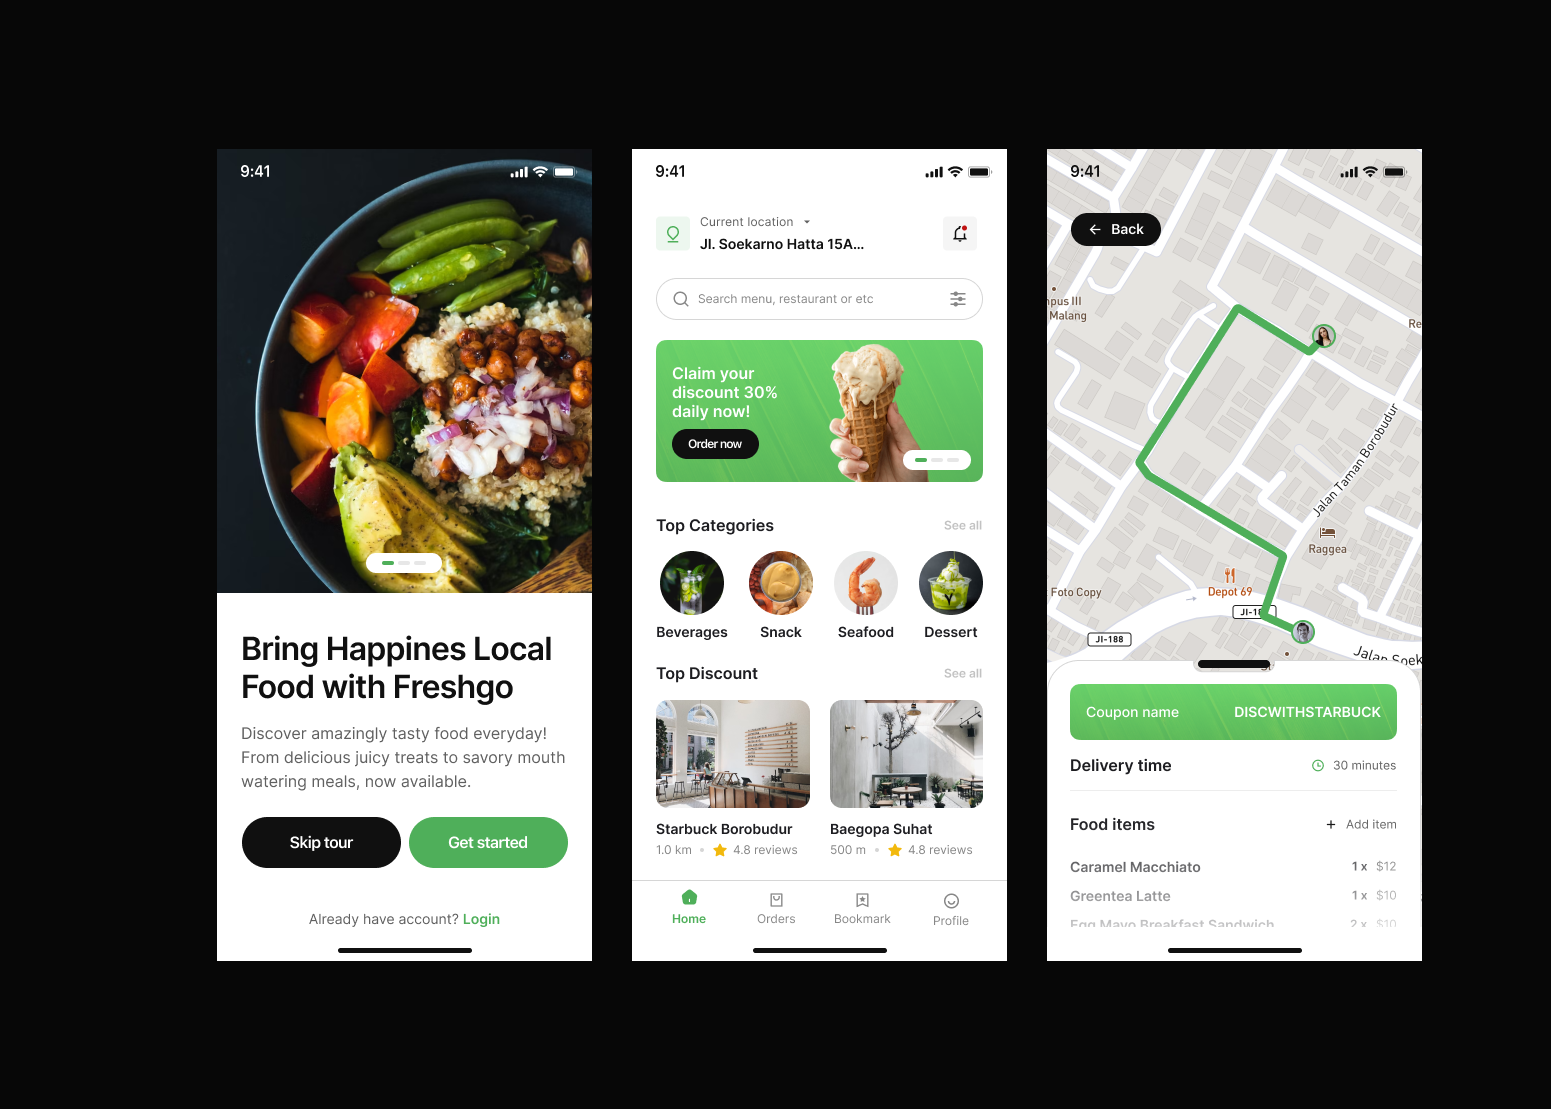 9:41
Bring Happines Local
Food with Freshgo
Discover amazingly tasty food everyday!
From delicious juicy treats to savory mouth
watering meals, now available.
Skip tour
Get started
Already have account? Login
9:41
Current location
Jl. Soekarno Hatta 15A...
Search menu, restaurant or etc
Claim your
discount 30%
daily now!
Order now
Top Categories
See all
Beverages
Snack
Seafood
Dessert
Top Discount
See all
Starbuck Borobudur
1.0 km • 4.8 reviews
Baegopa Suhat
500 m • 4.8 reviews
Home
Orders
Bookmark
Profile
9:41
Back
pus III
Malang
Re
Jalan Taman Borobudur
Raggea
Depot 69
Foto Copy
Jl-18
Jl-188
Jalan Soek
Coupon name
DISCWITHSTARBUCK
Delivery time
30 minutes
Food items
+ Add item
Caramel Macchiato
1 x $12
Greentea Latte
1 x $10
Egg Mayo Breakfast Sandwich
2 x $10